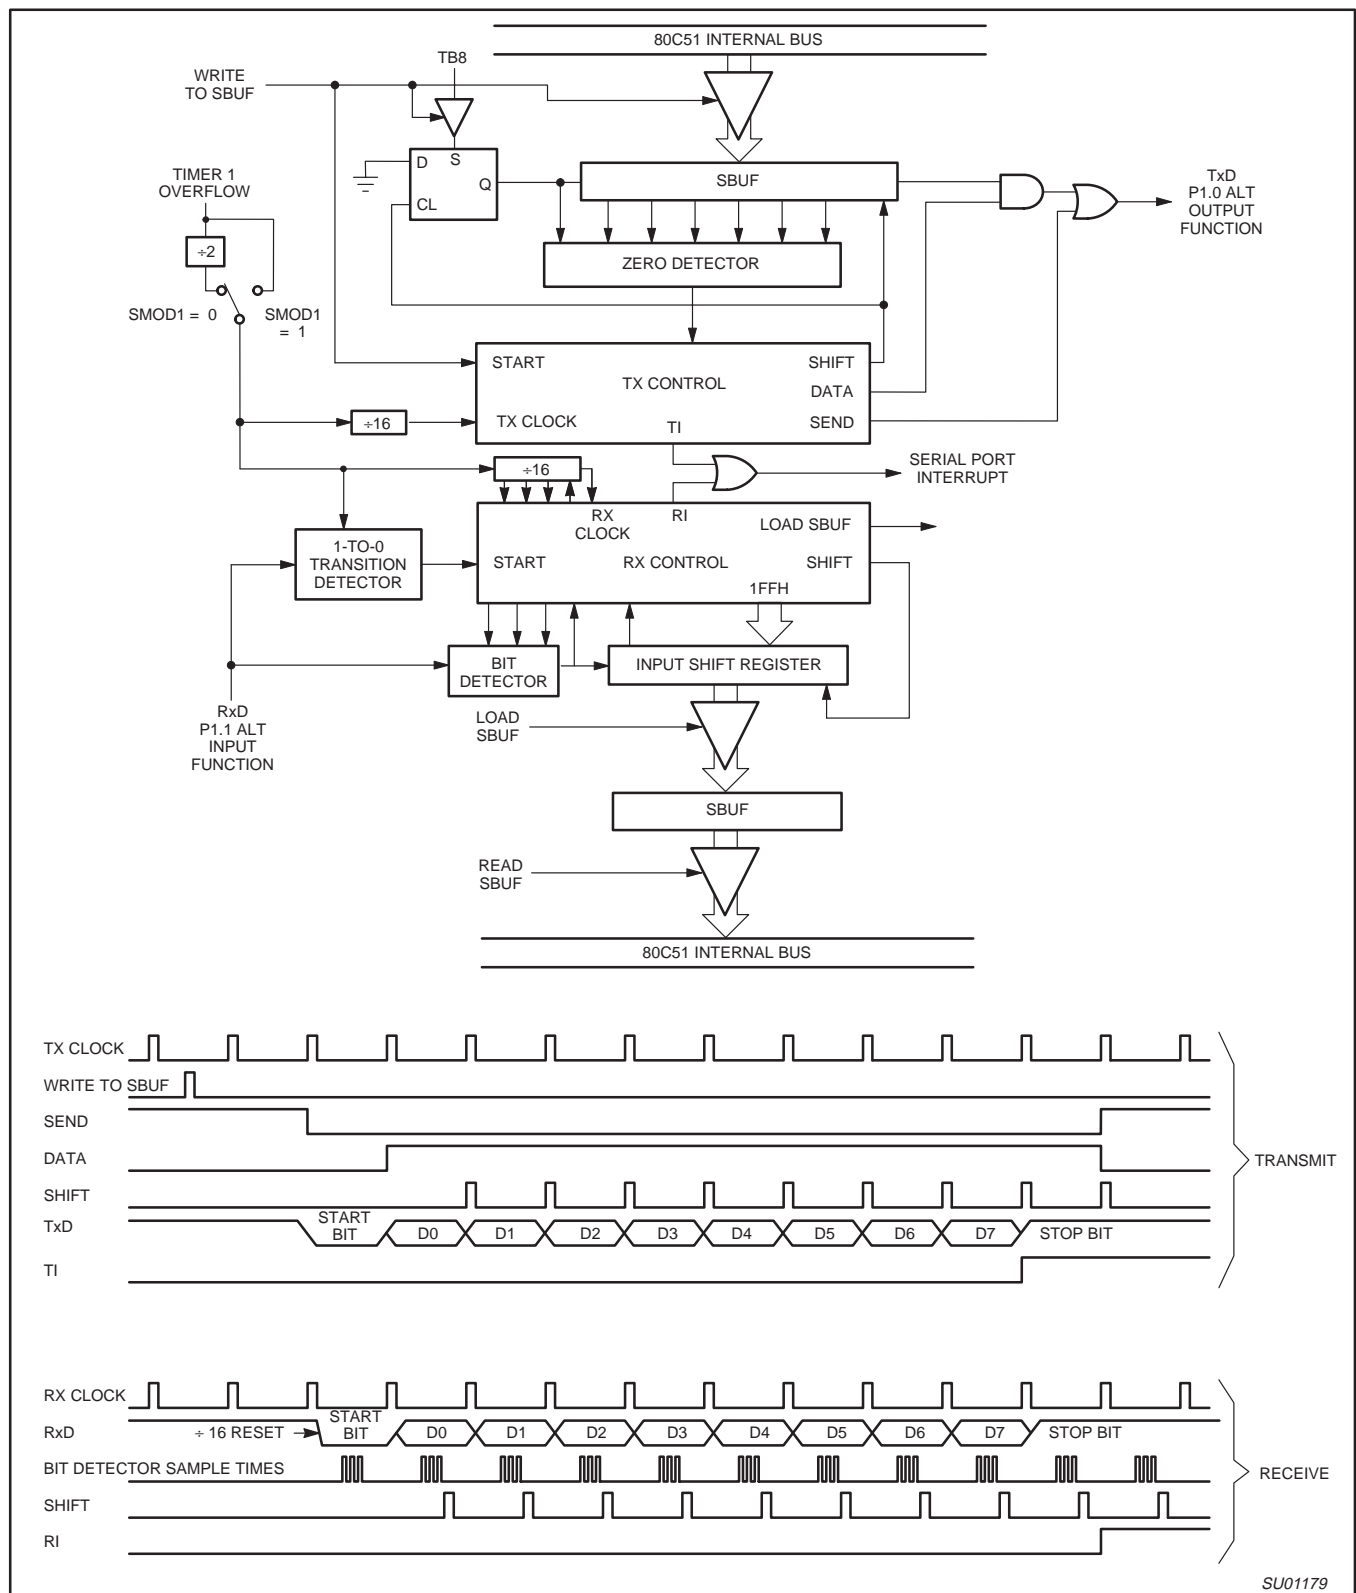 80C51 INTERNAL BUS
TB8
WRITE
TO SBUF
D
S
Q
CL
TIMER 1
OVERFLOW
SBUF
TxD
P1.0 ALT
OUTPUT
FUNCTION
÷2
ZERO DETECTOR
SMOD1 = 0
SMOD1
= 1
START
SHIFT
TX CONTROL
DATA
÷16
TX CLOCK
TI
SEND
÷16
SERIAL PORT
INTERRUPT
RX
CLOCK
RI
LOAD SBUF
1-TO-0
TRANSITION
DETECTOR
START
RX CONTROL
SHIFT
1FFH
BIT
DETECTOR
INPUT SHIFT REGISTER
RxD
P1.1 ALT
INPUT
FUNCTION
LOAD
SBUF
SBUF
READ
SBUF
80C51 INTERNAL BUS
TX CLOCK
WRITE TO SBUF
SEND
DATA
TRANSMIT
SHIFT
TxD
START
BIT
D0
D1
D2
D3
D4
D5
D6
D7
STOP BIT
TI
RX CLOCK
RxD
÷ 16 RESET
START
BIT
D0
D1
D2
D3
D4
D5
D6
D7
STOP BIT
BIT DETECTOR SAMPLE TIMES
RECEIVE
SHIFT
RI
SU01179